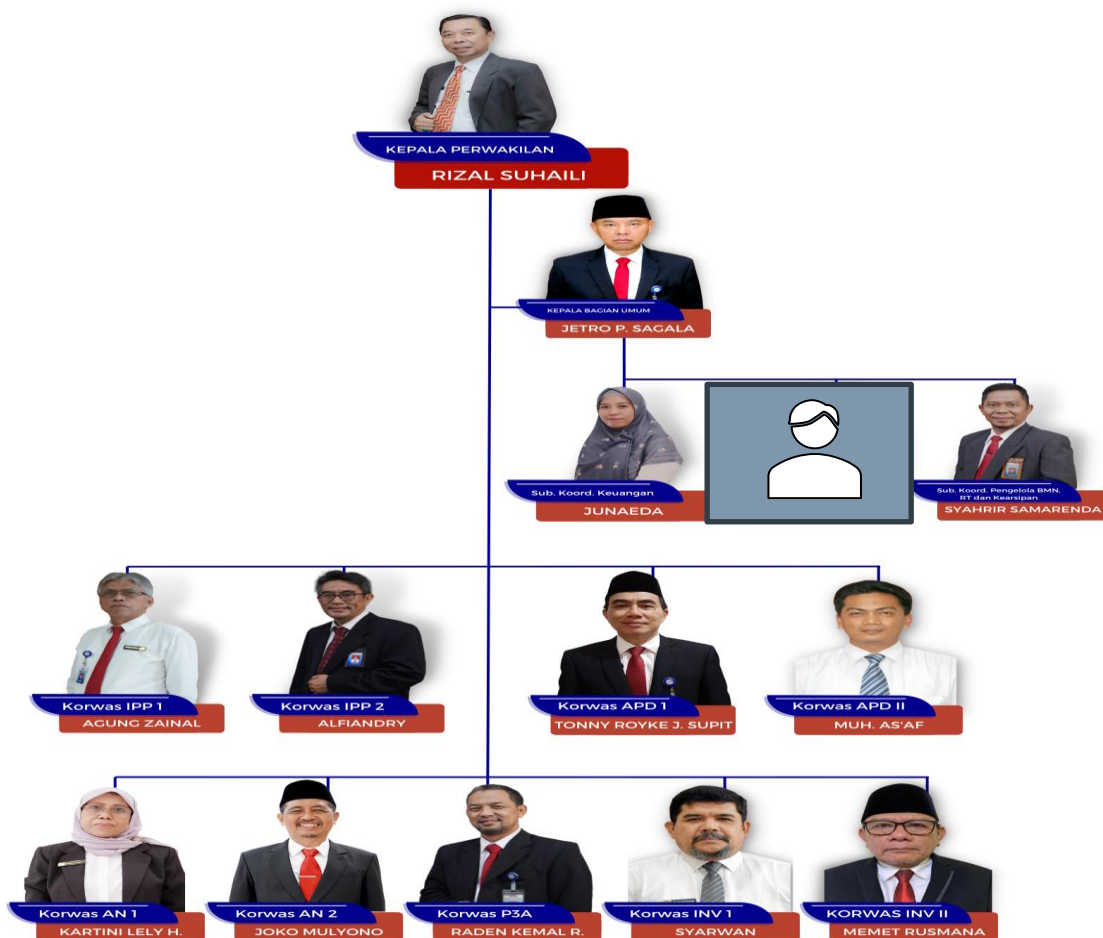 KEPALA PERWAKILAN
RIZAL SUHAILI
KEPALA BAGIAN UMUM
JETRO P. SAGALA
Sub. Koord. Keuangan
JUNAEDA
Sub. Koord. Pengelola BMN,
RT dan Kearsipan
SYAHRIR SAMARENDA
Korwas IPP 1
AGUNG ZAINAL
Korwas IPP 2
ALFIANDRY
Korwas APD 1
TONNY ROYKE J. SUPIT
Korwas APD II
MUH. AS'AF
Korwas AN 1
KARTINI LELY H.
Korwas AN 2
JOKO MULYONO
Korwas P3A
RADEN KEMAL R.
Korwas INV 1
SYARWAN
KORWAS INV II
MEMET RUSMANA